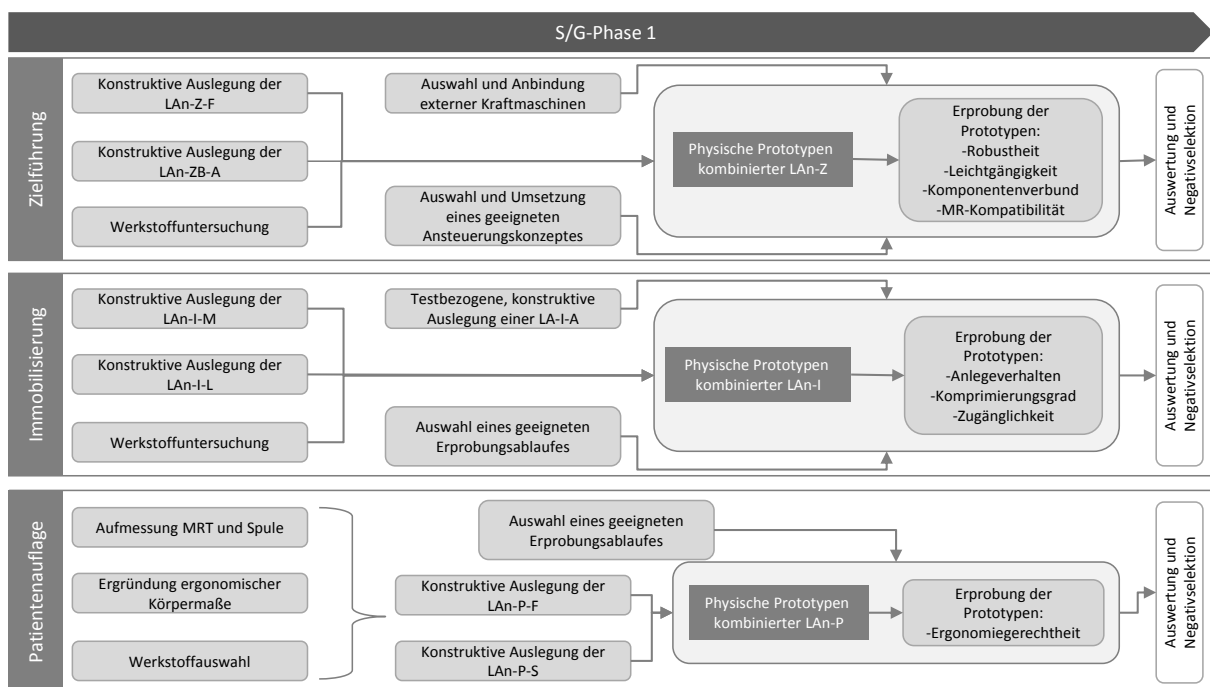 S/G-Phase 1
Zielführung
Konstruktive Auslegung der
LAn-Z-F
Konstruktive Auslegung der
LAn-ZB-A
Werkstoffuntersuchung
Auswahl und Anbindung
externer Kraftmaschinen
Auswahl und Umsetzung
eines geeigneten
Ansteuerungskonzeptes
Physische Prototypen
kombinierter LAn-Z
Erprobung der
Prototypen:
-Robustheit
-Leichtgängigkeit
-Komponentenverbund
-MR-Kompatibilität
Auswertung und
Negativselektion
Immobilisierung
Konstruktive Auslegung der
LAn-I-M
Konstruktive Auslegung der
LAn-I-L
Werkstoffuntersuchung
Testbezogene, konstruktive
Auslegung einer LA-I-A
Auswahl eines geeigneten
Erprobungsablaufes
Physische Prototypen
kombinierter LAn-I
Erprobung der
Prototypen:
-Anlegeverhalten
-Komprimierungsgrad
-Zugänglichkeit
Auswertung und
Negativselektion
Patientenauflage
Aufmessung MRT und Spule
Ergründung ergonomischer
Körpermaße
Werkstoffauswahl
Auswahl eines geeigneten
Erprobungsablaufes
Konstruktive Auslegung der
LAn-P-F
Konstruktive Auslegung der
LAn-P-S
Physische Prototypen
kombinierter LAn-P
Erprobung der
Prototypen:
-Ergonomiegerechtheit
Auswertung und
Negativselektion